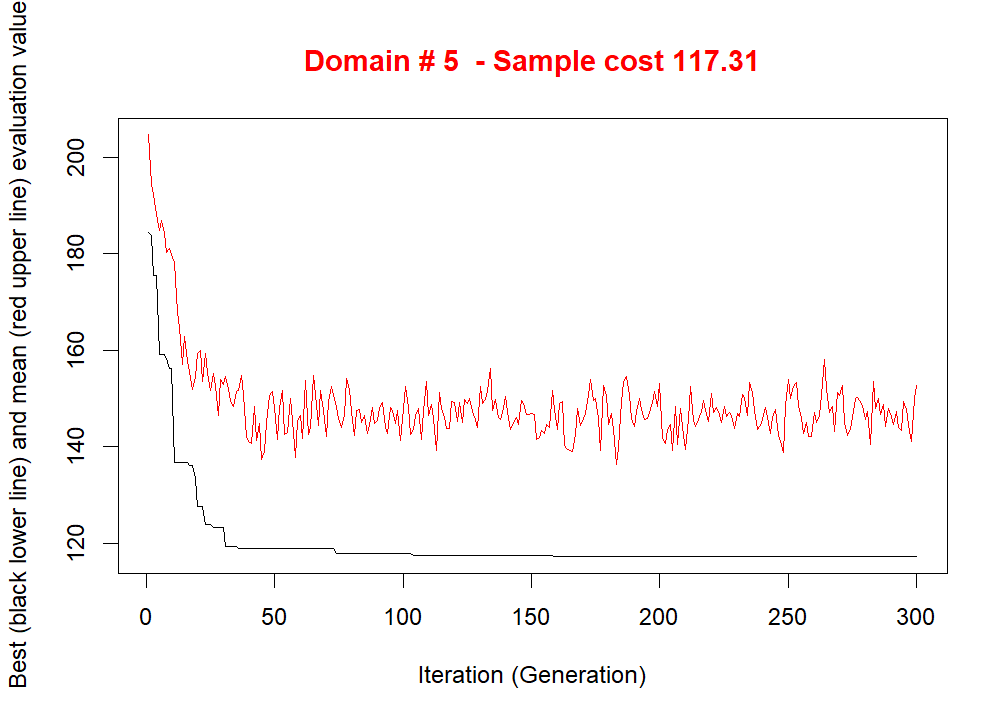 Domain # 5  - Sample cost 117.31
Best (black lower line) and mean (red upper line) evaluation value
200
180
160
140
120
0 50 100 150 200 250 300
Iteration (Generation)